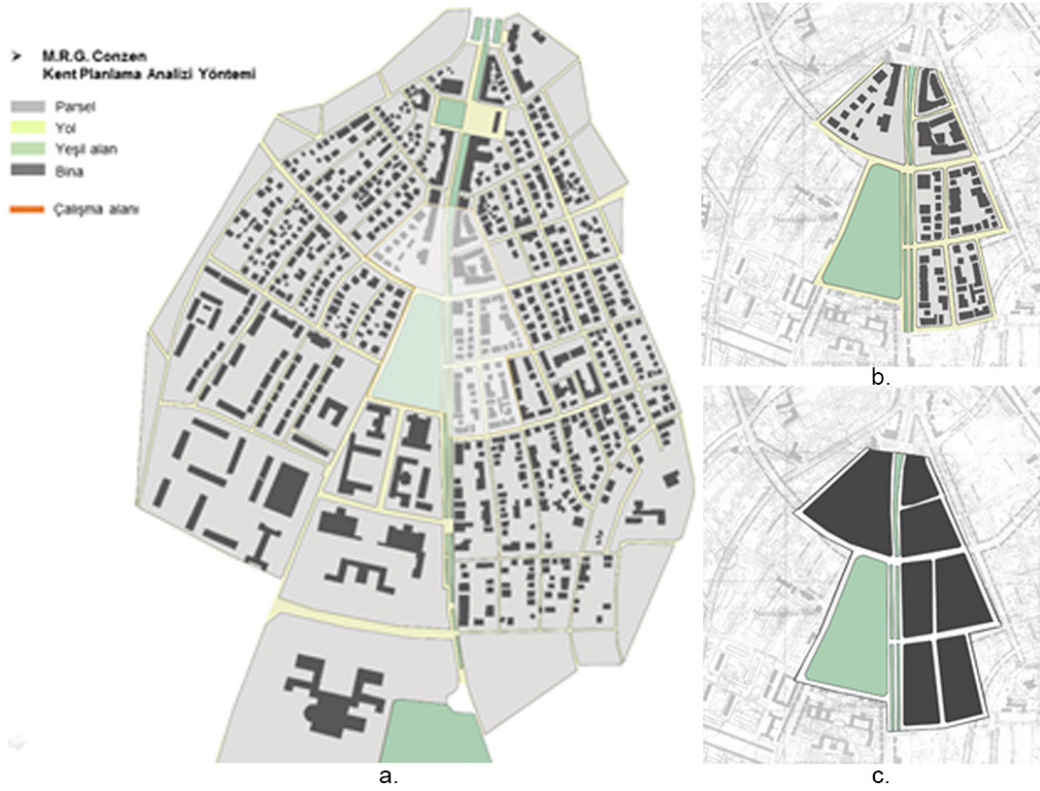 ➤ M.R.G. Conzen
Kent Planlama Analizi Yöntemi
Parsel
Yol
Yeşil alan
Bina
Çalışma alanı
a.
b.
c.